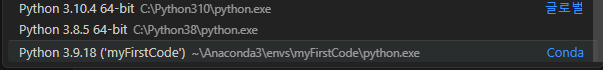 Python 3.10.4 64-bit C:\Python310\python.exe 글로벌
Python 3.8.5 64-bit C:\Python38\python.exe
Python 3.9.18 ('myFirstCode') ~\Anaconda3\envs\myFirstCode\python.exe Conda